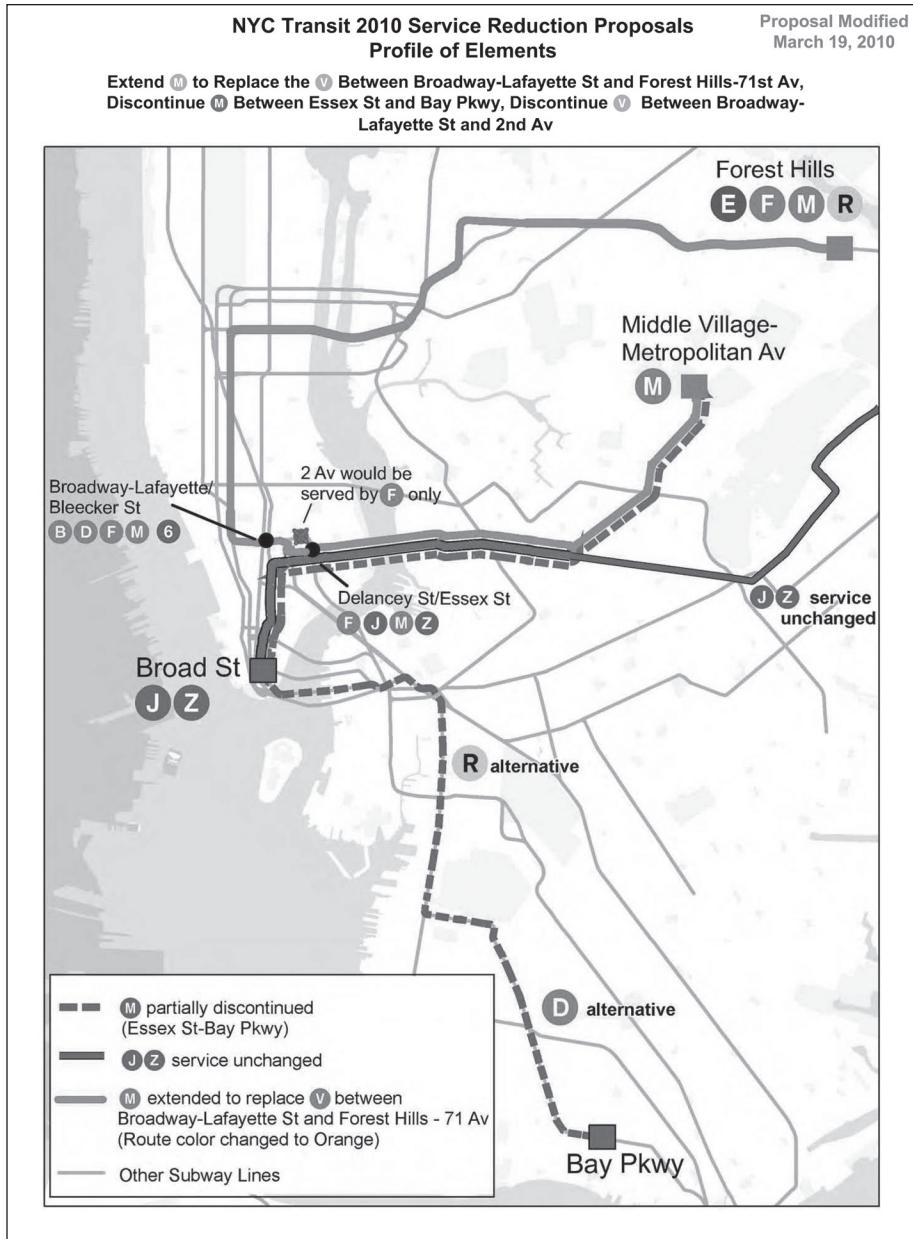 NYC Transit 2010 Service Reduction Proposals
Profile of Elements
Proposal Modified
March 19, 2010
Extend M to Replace the V Between Broadway-Lafayette St and Forest Hills-71st Av,
Discontinue M Between Essex St and Bay Pkwy, Discontinue V Between Broadway-
Lafayette St and 2nd Av
Forest Hills
E F M R
Middle Village-
Metropolitan Av
M
2 Av would be
served by F only
Broadway-Lafayette/
Bleecker St
B D F M 6
Delancey St/Essex St
F J M Z
J Z service
unchanged
Broad St
J Z
R alternative
D alternative
Bay Pkwy
M partially discontinued
(Essex St-Bay Pkwy)
J Z service unchanged
M extended to replace V between
Broadway-Lafayette St and Forest Hills - 71 Av
(Route color changed to Orange)
Other Subway Lines